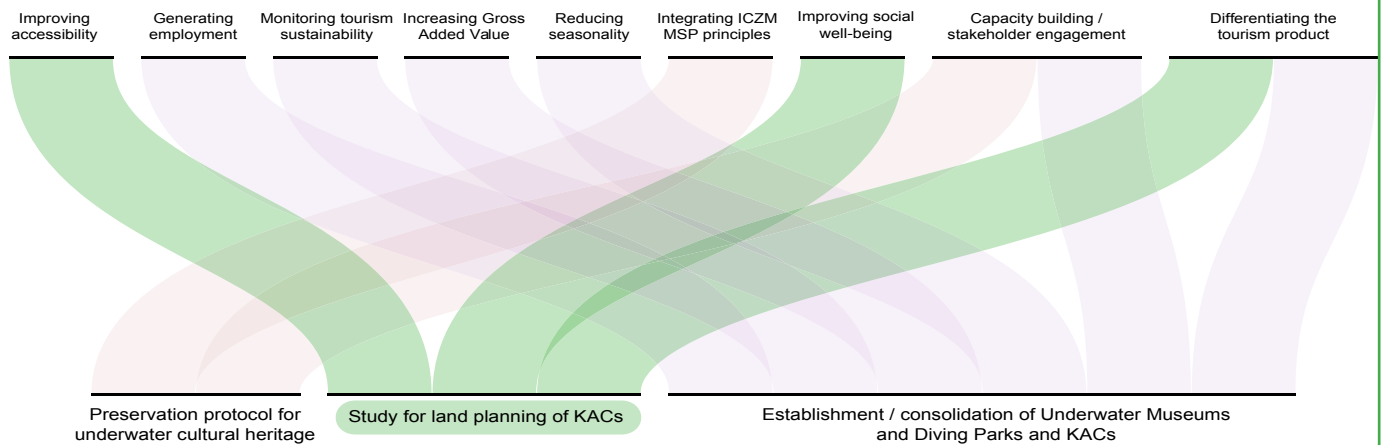 Improving
accessibility
Generating
employment
Monitoring tourism
sustainability
Increasing Gross
Added Value
Reducing
seasonality
Integrating ICZM
MSP principles
Improving social
well-being
Capacity building /
stakeholder engagement
Differentiating the
tourism product
Preservation protocol for
underwater cultural heritage
Study for land planning of KACs
Establishment / consolidation of Underwater Museums
and Diving Parks and KACs